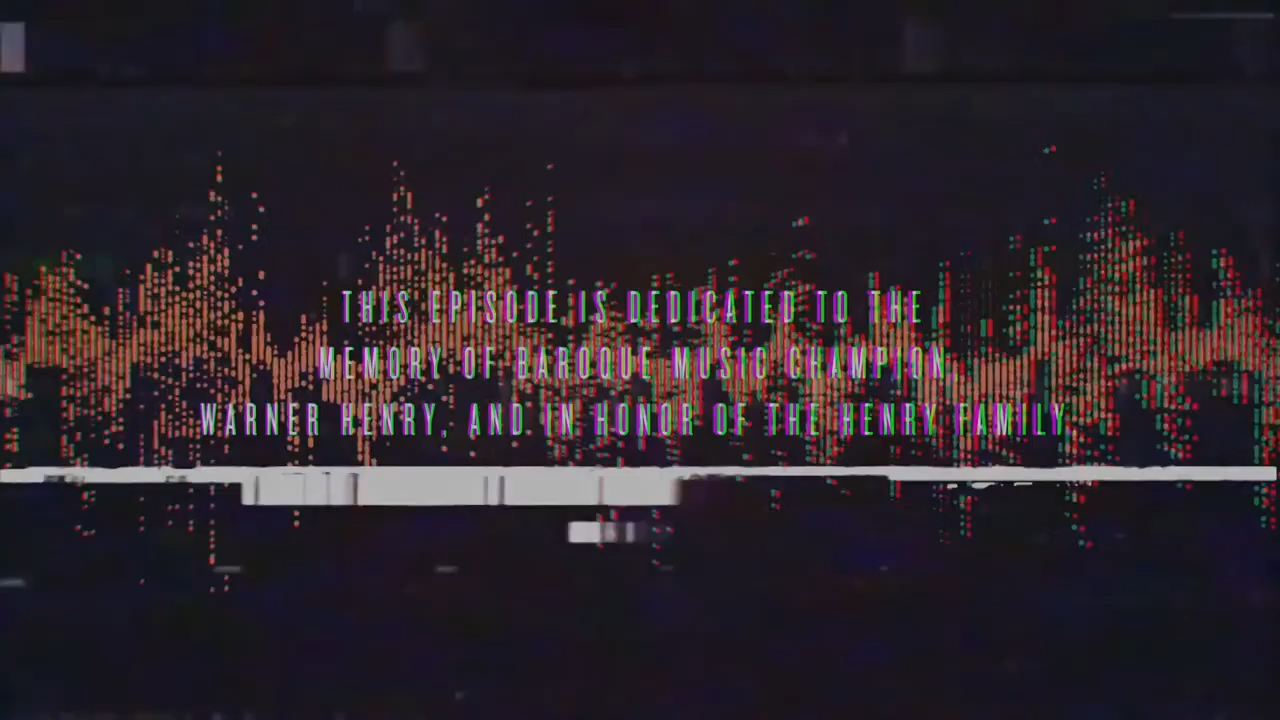 THIS EPISODE IS DEDICATED TO THE
MEMORY OF BAROQUE MUSIC CHAMPION,
WARNER HENRY, AND IN HONOR OF THE HENRY FAMILY.